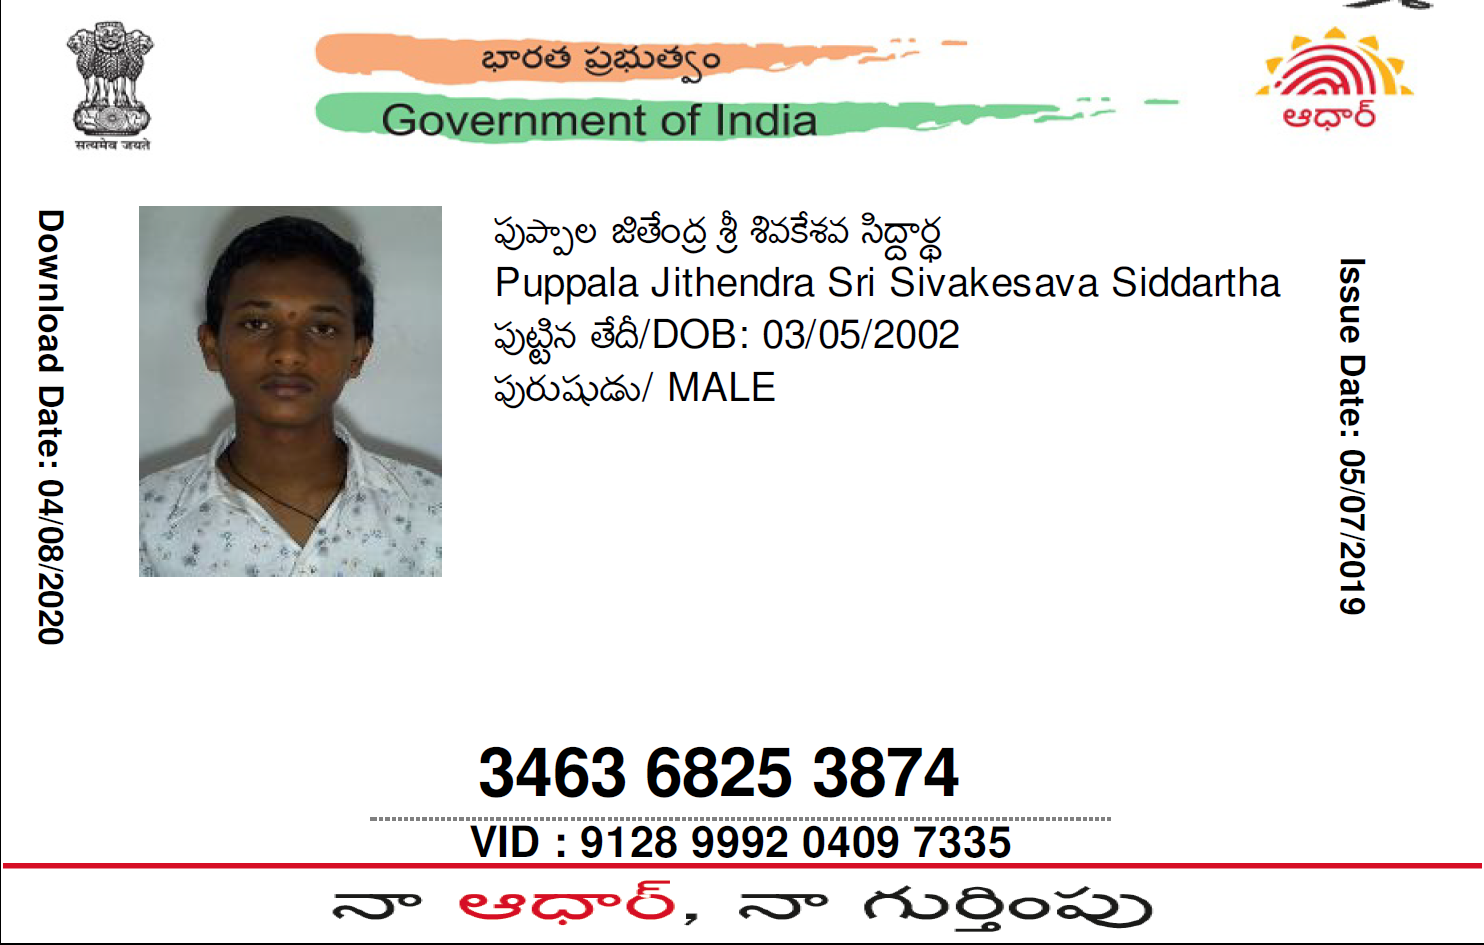 భారత ప్రభుత్వం
Government of India
सत्यमेव जयते
ఆధార్
Download Date: 04/08/2020
పుప్పాల జితేంద్ర శ్రీ శివకేశవ సిద్దార్థ
Puppala Jithendra Sri Sivakesava Siddartha
పుట్టిన తేదీ/DOB: 03/05/2002
పురుషుడు/ MALE
Issue Date: 05/07/2019
3463 6825 3874
VID : 9128 9992 0409 7335
నా ఆధార్, నా గుర్తింపు